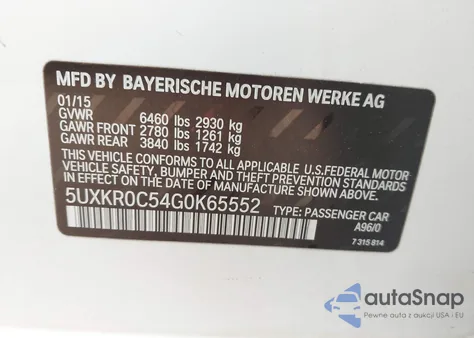 MFD BY BAYERISCHE MOTOREN WERKE AG
01/15
GVWR 6460 lbs 2930 kg
GAWR FRONT 2780 lbs 1261 kg
GAWR REAR 3840 lbs 1742 kg
THIS VEHICLE CONFORMS TO ALL APPLICABLE U.S. FEDERAL MOTOR
VEHICLE SAFETY, BUMPER, AND THEFT PREVENTION STANDARDS IN
EFFECT ON THE DATE OF MANUFACTURE SHOWN ABOVE.
5UXKR0C54G0K65552 TYPE: PASSENGER CAR
A96/0
7 315 814
autoSnap
Pewne auta z aukcji USA i EU